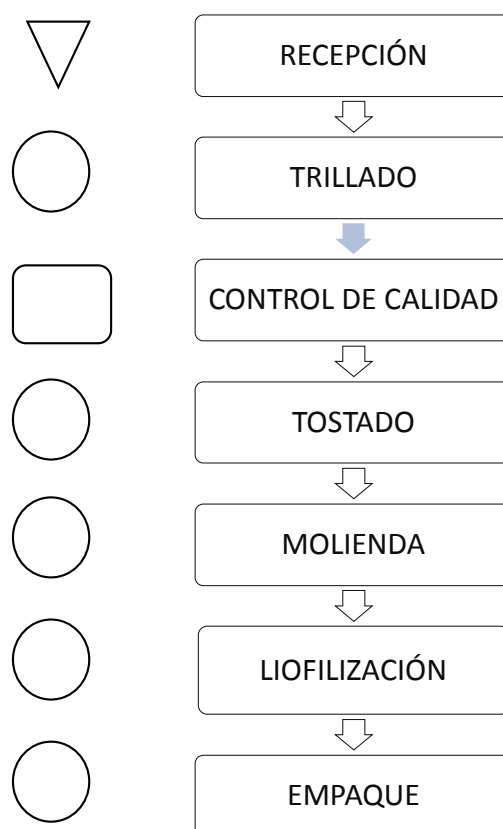 RECEPCIÓN
TRILLADO
CONTROL DE CALIDAD
TOSTADO
MOLIENDA
LIOFILIZACIÓN
EMPAQUE